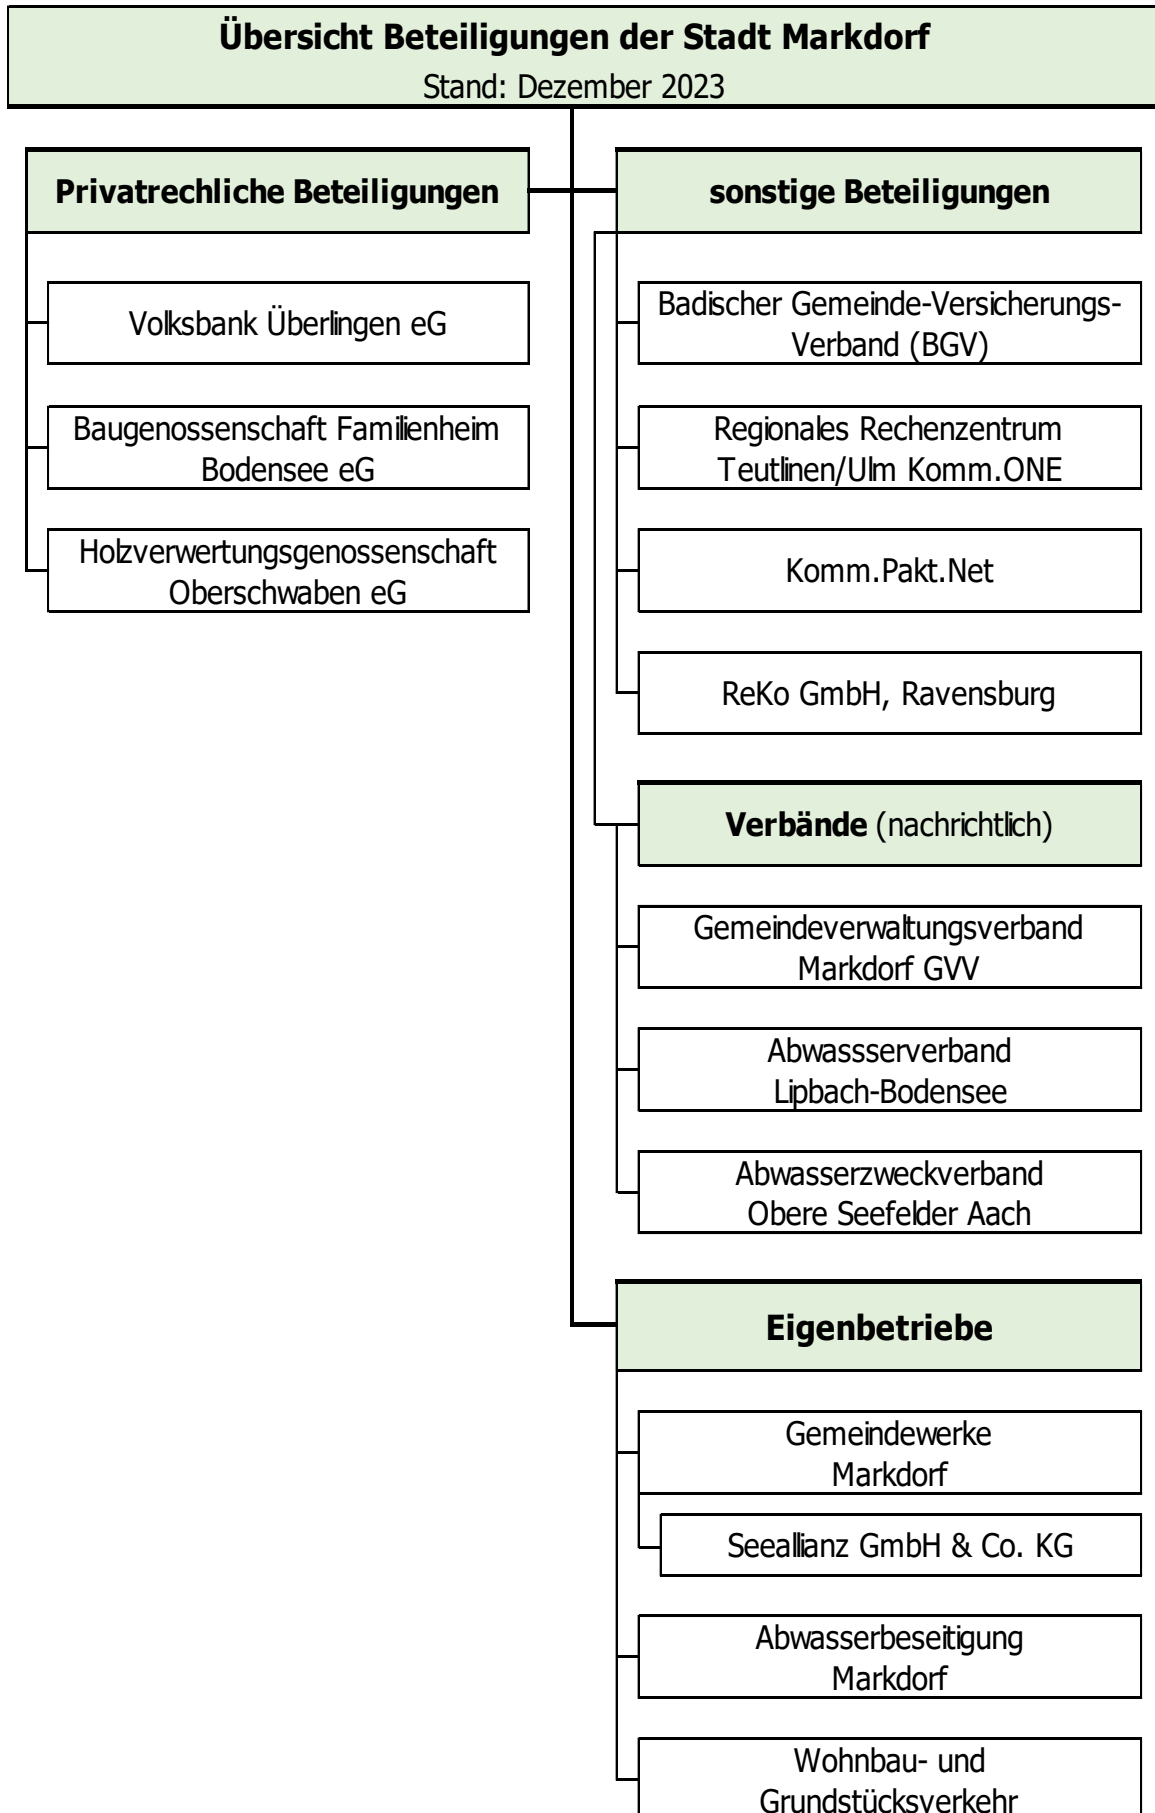 Übersicht Beteiligungen der Stadt Markdorf
Stand: Dezember 2023
Privatrechliche Beteiligungen
Volksbank Überlingen eG
Baugenossenschaft Familienheim
Bodensee eG
Holzverwertungsgenossenschaft
Oberschwaben eG
sonstige Beteiligungen
Badischer Gemeinde-Versicherungs-
Verband (BGV)
Regionales Rechenzentrum
Teutlinen/Ulm Komm.ONE
Komm.Pakt.Net
ReKo GmbH, Ravensburg
Verbände (nachrichtlich)
Gemeindeverwaltungsverband
Markdorf GVV
Abwassserverband
Lipbach-Bodensee
Abwasserzweckverband
Obere Seefelder Aach
Eigenbetriebe
Gemeindewerke
Markdorf
Seeallianz GmbH & Co. KG
Abwasserbeseitigung
Markdorf
Wohnbau- und
Grundstücksverkehr